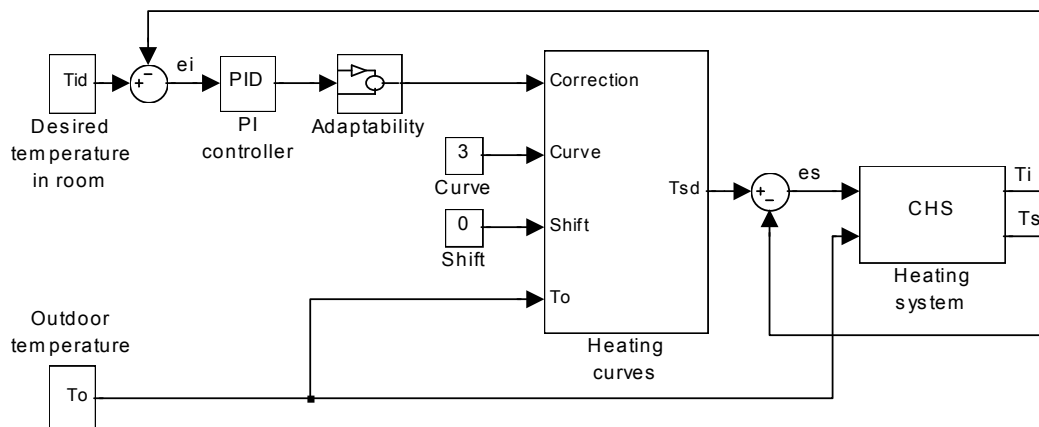 Tid
Desired
temperature
in room
+
−
ei
PID
PI
controller
Adaptability
3
Curve
0
Shift
Correction
Curve
Shift
To
Tsd
Heating
curves
+
−
es
CHS
Heating
system
Ti
Ts
Outdoor
temperature
To